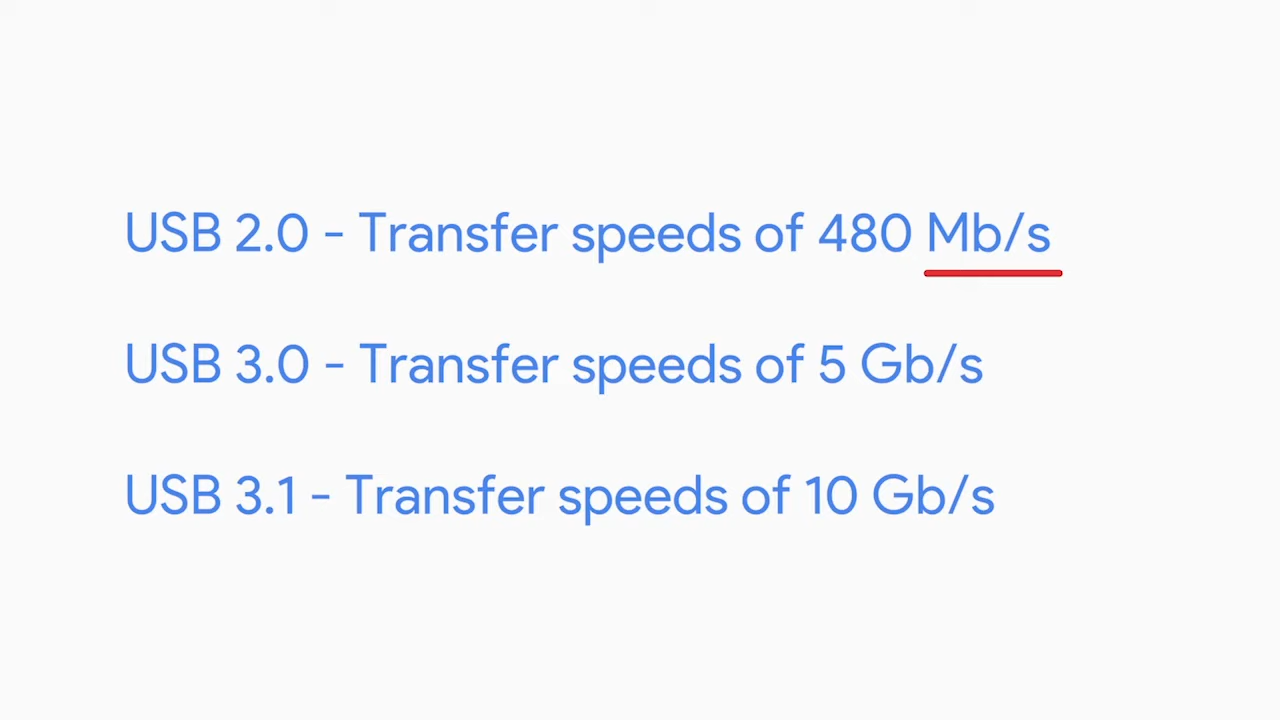 USB 2.0 - Transfer speeds of 480 Mb/s
USB 3.0 - Transfer speeds of 5 Gb/s
USB 3.1 - Transfer speeds of 10 Gb/s